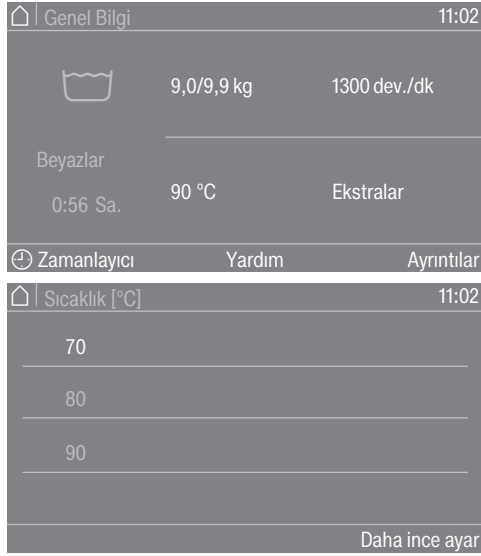 Genel Bilgi 11:02
9,0/9,9 kg 1300 dev./dk
Beyazlar
0:56 Sa.
90 °C Ekstralar
Zamanlayıcı Yardım Ayrıntılar
Sıcaklık [°C] 11:02
70
80
90
Daha ince ayar